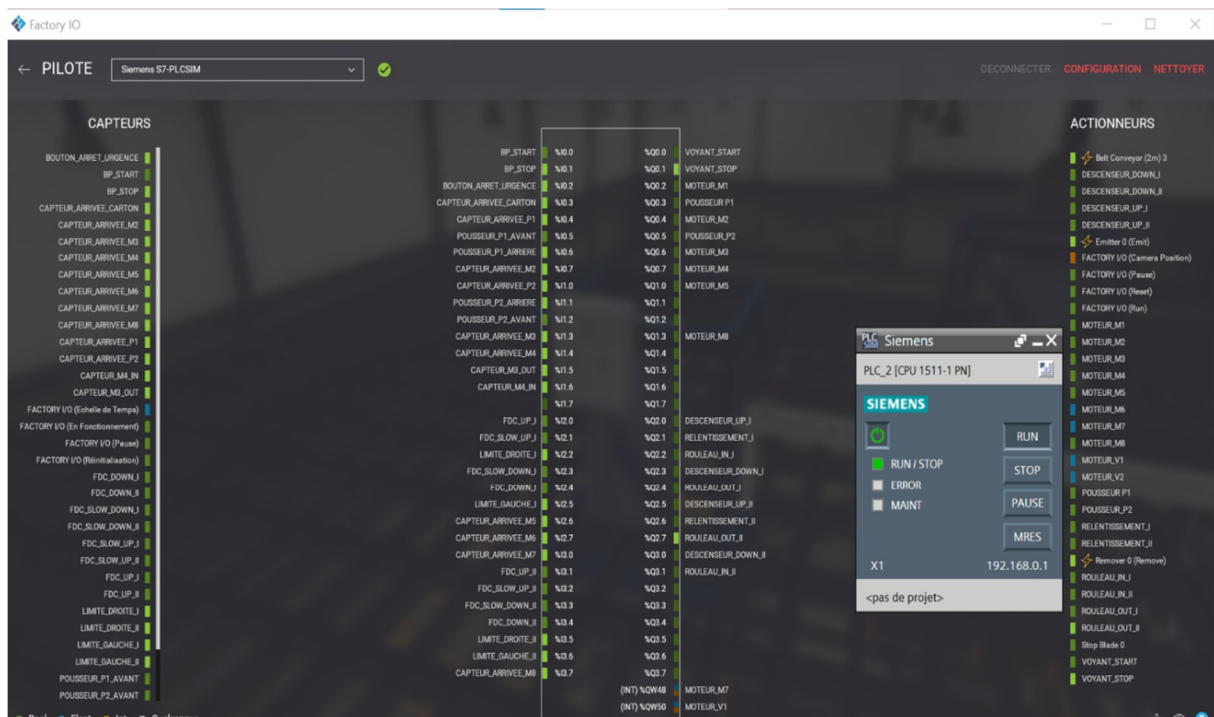 Factory IO
← PILOTE
Siemens S7-PLCSIM
DECONNECTER CONFIGURATION NETTOYER
CAPTEURS
BOUTON_ARRET_URGENCE
BP_START
BP_STOP
CAPTEUR_ARRIVEE_CARTON
CAPTEUR_ARRIVEE_M2
CAPTEUR_ARRIVEE_M3
CAPTEUR_ARRIVEE_M4
CAPTEUR_ARRIVEE_M5
CAPTEUR_ARRIVEE_M6
CAPTEUR_ARRIVEE_M7
CAPTEUR_ARRIVEE_M8
CAPTEUR_ARRIVEE_P1
CAPTEUR_ARRIVEE_P2
CAPTEUR_M4_IN
CAPTEUR_M3_OUT
FACTORY I/O (Echelle de Temps)
FACTORY I/O (En Fonctionnement)
FACTORY I/O (Pause)
FACTORY I/O (Réinitialisation)
FDC_DOWN_I
FDC_DOWN_II
FDC_SLOW_DOWN_I
FDC_SLOW_DOWN_II
FDC_SLOW_UP_I
FDC_SLOW_UP_II
FDC_UP_I
FDC_UP_II
LIMITE_DROITE_I
LIMITE_DROITE_II
LIMITE_GAUCHE_I
LIMITE_GAUCHE_II
POUSSEUR_P1_AVANT
POUSSEUR_P2_AVANT
BP_START %I0.0 %Q0.0 VOYANT_START
BP_STOP %I0.1 %Q0.1 VOYANT_STOP
BOUTON_ARRET_URGENCE %I0.2 %Q0.2 MOTEUR_M1
CAPTEUR_ARRIVEE_CARTON %I0.3 %Q0.3 POUSSEUR P1
CAPTEUR_ARRIVEE_P1 %I0.4 %Q0.4 MOTEUR_M2
POUSSEUR_P1_AVANT %I0.5 %Q0.5 POUSSEUR_P2
POUSSEUR_P1_ARRIERE %I0.6 %Q0.6 MOTEUR_M3
CAPTEUR_ARRIVEE_M2 %I0.7 %Q0.7 MOTEUR_M4
CAPTEUR_ARRIVEE_P2 %I1.0 %Q1.0 MOTEUR_M5
POUSSEUR_P2_ARRIERE %I1.1 %Q1.1
POUSSEUR_P2_AVANT %I1.2 %Q1.2
CAPTEUR_ARRIVEE_M3 %I1.3 %Q1.3 MOTEUR_M8
CAPTEUR_ARRIVEE_M4 %I1.4 %Q1.4
CAPTEUR_M3_OUT %I1.5 %Q1.5
CAPTEUR_M4_IN %I1.6 %Q1.6
%I1.7 %Q1.7
FDC_UP_I %I2.0 %Q2.0 DESCENSEUR_UP_I
FDC_SLOW_UP_I %I2.1 %Q2.1 RELENTISSEMENT_I
LIMITE_DROITE_I %I2.2 %Q2.2 ROULEAU_IN_I
FDC_SLOW_DOWN_I %I2.3 %Q2.3 DESCENSEUR_DOWN_I
FDC_DOWN_I %I2.4 %Q2.4 ROULEAU_OUT_I
LIMITE_GAUCHE_I %I2.5 %Q2.5 DESCENSEUR_UP_II
CAPTEUR_ARRIVEE_M5 %I2.6 %Q2.6 RELENTISSEMENT_II
CAPTEUR_ARRIVEE_M6 %I2.7 %Q2.7 ROULEAU_OUT_II
CAPTEUR_ARRIVEE_M7 %I3.0 %Q3.0 DESCENSEUR_DOWN_II
FDC_UP_II %I3.1 %Q3.1 ROULEAU_IN_II
FDC_SLOW_UP_II %I3.2 %Q3.2
FDC_SLOW_DOWN_II %I3.3 %Q3.3
FDC_DOWN_II %I3.4 %Q3.4
LIMITE_DROITE_II %I3.5 %Q3.5
LIMITE_GAUCHE_II %I3.6 %Q3.6
CAPTEUR_ARRIVEE_M8 %I3.7 %Q3.7
(INT) %QW48 MOTEUR_M7
(INT) %QW50 MOTEUR_V1
PLC SIM Siemens
PLC_2 [CPU 1511-1 PN]
SIEMENS
RUN
RUN / STOP
STOP
ERROR
MAINT
PAUSE
MRES
X1 192.168.0.1
<pas de projet>
ACTIONNEURS
Belt Conveyor (2m) 3
DESCENSEUR_DOWN_I
DESCENSEUR_DOWN_II
DESCENSEUR_UP_I
DESCENSEUR_UP_II
Emitter 0 (Emit)
FACTORY I/O (Camera Position)
FACTORY I/O (Pause)
FACTORY I/O (Reset)
FACTORY I/O (Run)
MOTEUR_M1
MOTEUR_M2
MOTEUR_M3
MOTEUR_M4
MOTEUR_M5
MOTEUR_M6
MOTEUR_M7
MOTEUR_M8
MOTEUR_V1
MOTEUR_V2
POUSSEUR P1
POUSSEUR_P2
RELENTISSEMENT_I
RELENTISSEMENT_II
Remover 0 (Remove)
ROULEAU_IN_I
ROULEAU_IN_II
ROULEAU_OUT_I
ROULEAU_OUT_II
Stop Blade 0
VOYANT_START
VOYANT_STOP